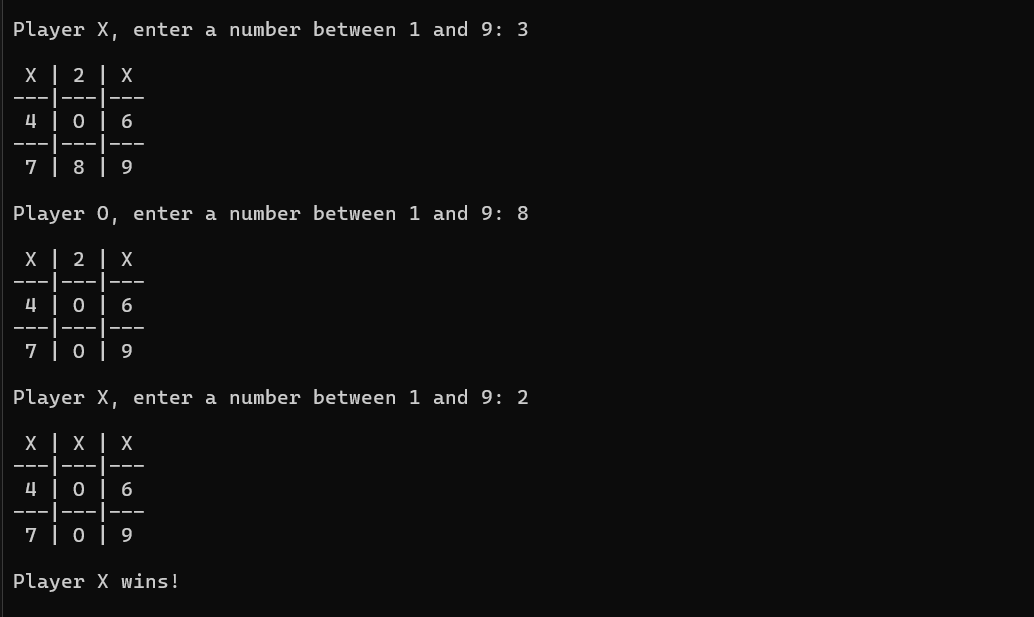 Player X, enter a number between 1 and 9: 3
 X | 2 | X
---|---|---
 4 | O | 6
---|---|---
 7 | 8 | 9
Player O, enter a number between 1 and 9: 8
 X | 2 | X
---|---|---
 4 | O | 6
---|---|---
 7 | O | 9
Player X, enter a number between 1 and 9: 2
 X | X | X
---|---|---
 4 | O | 6
---|---|---
 7 | O | 9
Player X wins!